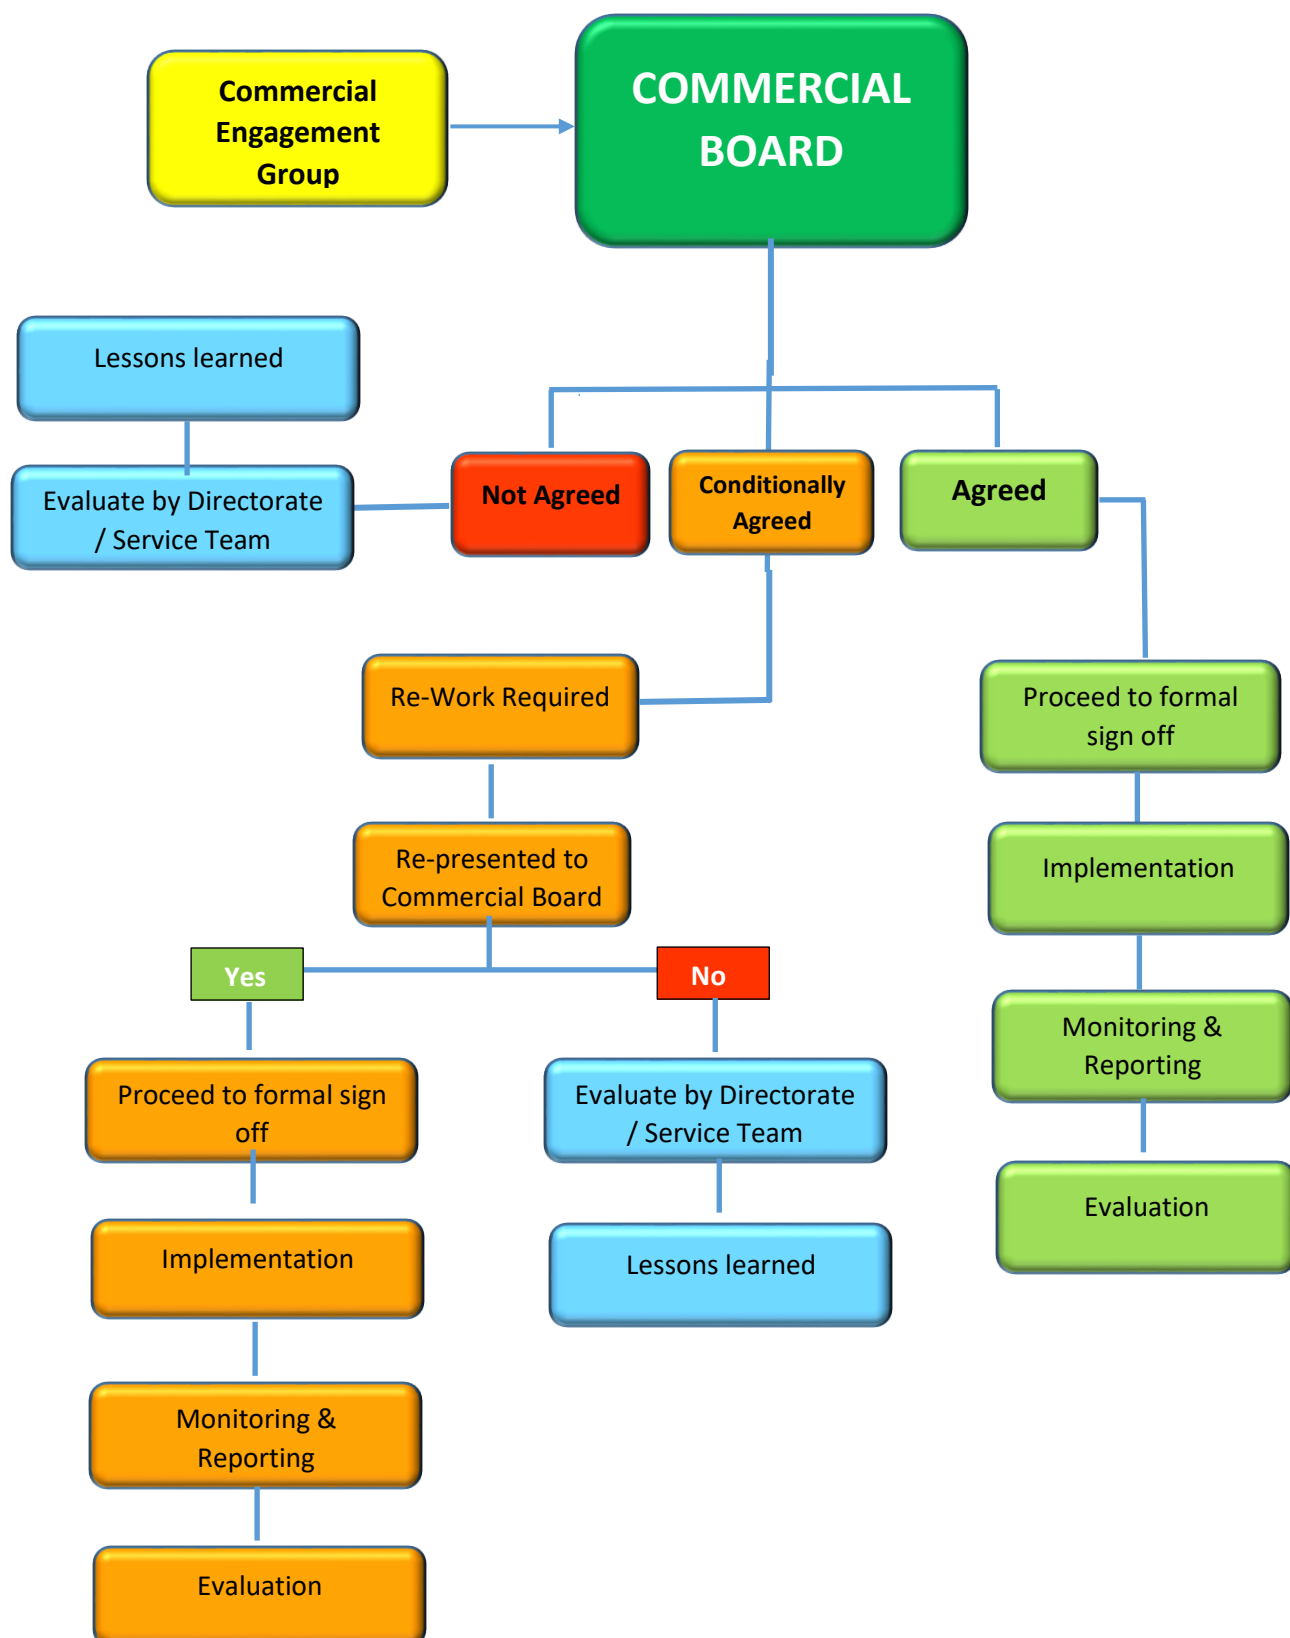 Commercial
Engagement
Group
COMMERCIAL
BOARD
Lessons learned
Evaluate by Directorate
/ Service Team
Not Agreed
Conditionally
Agreed
Agreed
Re-Work Required
Proceed to formal
sign off
Re-presented to
Commercial Board
Implementation
Yes
No
Monitoring &
Reporting
Proceed to formal sign
off
Evaluate by Directorate
/ Service Team
Evaluation
Implementation
Lessons learned
Monitoring &
Reporting
Evaluation